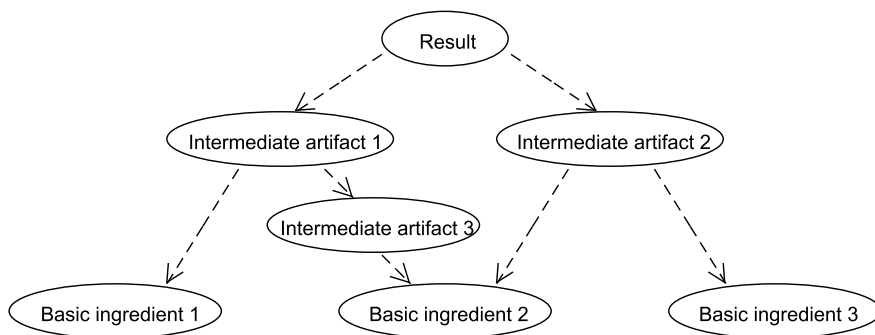 Result
Intermediate artifact 1
Intermediate artifact 2
Intermediate artifact 3
Basic ingredient 1
Basic ingredient 2
Basic ingredient 3